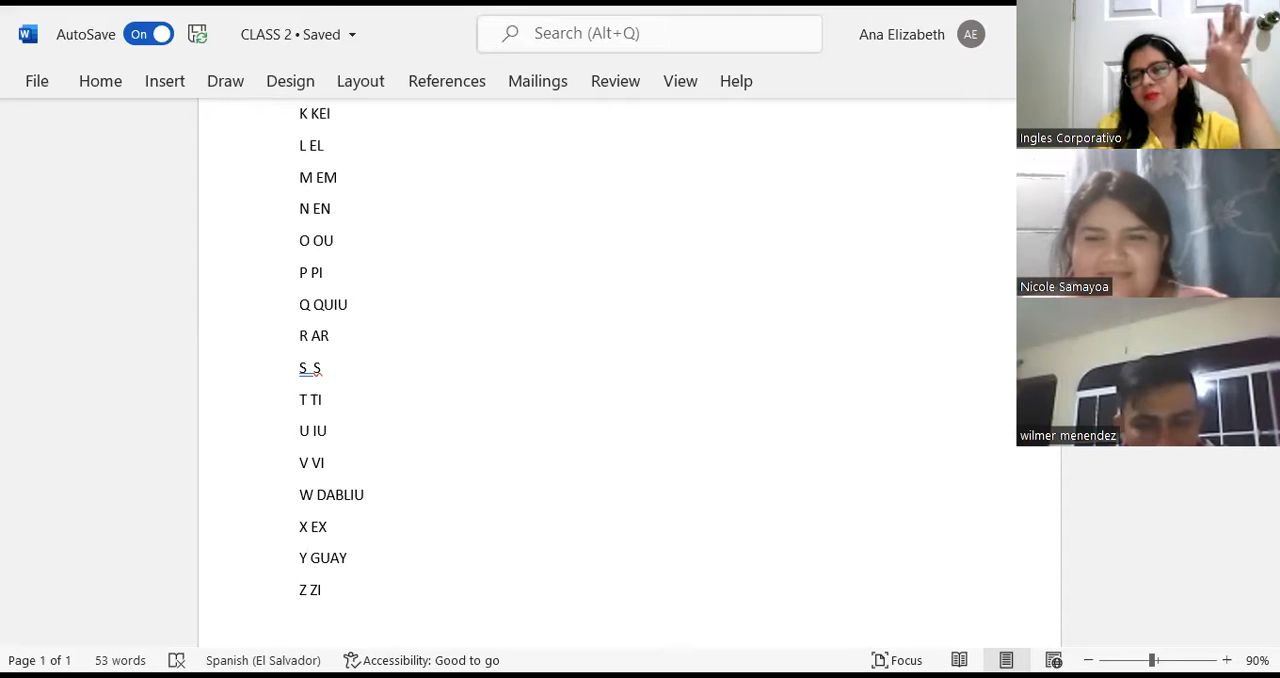 AutoSave On CLASS 2 • Saved Search (Alt+Q) Ana Elizabeth AE
File Home Insert Draw Design Layout References Mailings Review View Help
K KEI
L EL
M EM
N EN
O OU
P PI
Q QUIU
R AR
S S
T TI
U IU
V VI
W DABLIU
X EX
Y GUAY
Z ZI
Ingles Corporativo
Nicole Samayoa
wilmer menendez
Page 1 of 1 53 words Spanish (El Salvador) Accessibility: Good to go Focus 90%